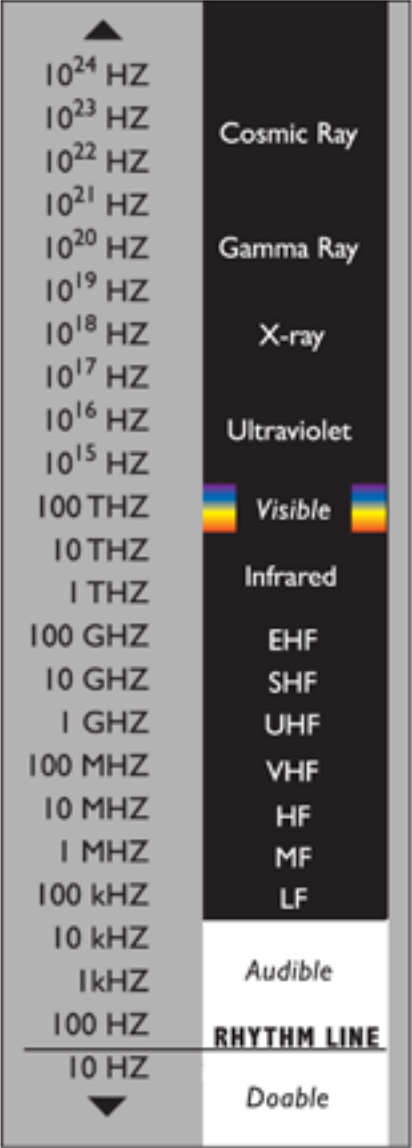 10²⁴ HZ
10²³ HZ
Cosmic Ray
10²² HZ
10²¹ HZ
10²⁰ HZ Gamma Ray
10¹⁹ HZ
10¹⁸ HZ X-ray
10¹⁷ HZ
10¹⁶ HZ Ultraviolet
10¹⁵ HZ
100 THZ Visible
10 THZ
Infrared
1 THZ
100 GHZ EHF
10 GHZ SHF
1 GHZ UHF
100 MHZ VHF
10 MHZ HF
1 MHZ MF
100 kHZ LF
10 kHZ
Audible
1kHZ
100 HZ RHYTHM LINE
10 HZ
Doable